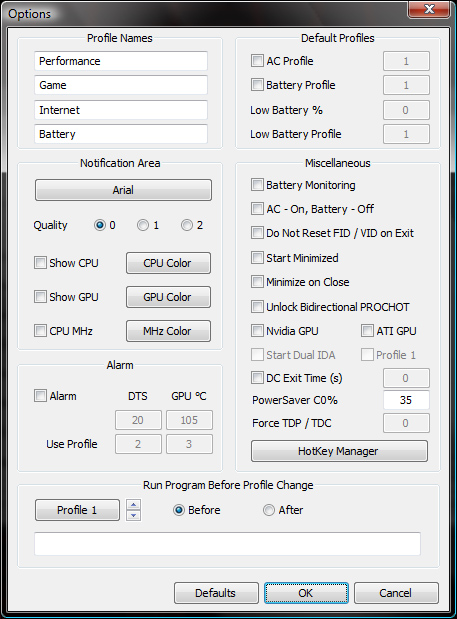 Options
Profile Names
Performance
Game
Internet
Battery
Default Profiles
AC Profile 1
Battery Profile 1
Low Battery % 0
Low Battery Profile 1
Notification Area
Arial
Quality 0 1 2
Show CPU CPU Color
Show GPU GPU Color
CPU MHz MHz Color
Miscellaneous
Battery Monitoring
AC - On, Battery - Off
Do Not Reset FID / VID on Exit
Start Minimized
Minimize on Close
Unlock Bidirectional PROCHOT
Nvidia GPU ATI GPU
Start Dual IDA Profile 1
DC Exit Time (s) 0
PowerSaver C0% 35
Force TDP / TDC 0
HotKey Manager
Alarm
Alarm DTS GPU °C
20 105
Use Profile 2 3
Run Program Before Profile Change
Profile 1 Before After
Defaults OK Cancel